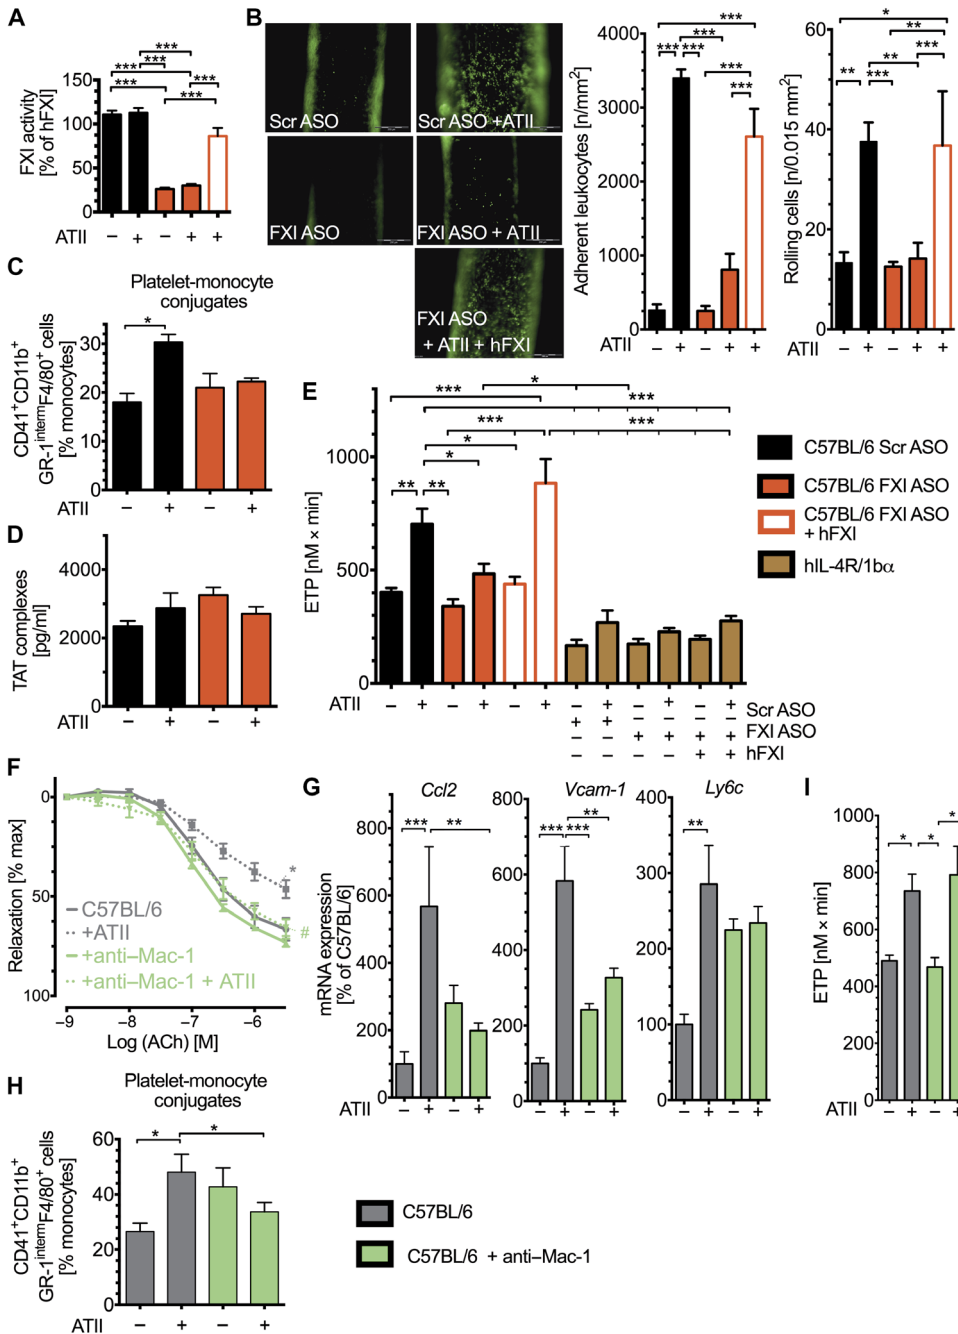 A
FXI activity
[% of hFXI]
150
100
50
0
***
***
***
***
***
***
ATII
– + – + +
B
Scr ASO
Scr ASO +ATII
FXI ASO
FXI ASO + ATII
FXI ASO
+ ATII + hFXI
Adherent leukocytes [n/mm²]
4000
3000
2000
1000
0
***
***
*** ***
***
***
ATII
– + – + +
Rolling cells [n/0.015 mm²]
60
40
20
0
*
**
***
**
** ***
ATII
– + – + +
C
Platelet-monocyte
conjugates
CD41⁺CD11b⁺
GR-1ⁱⁿᵗᵉʳᵐF4/80⁺ cells
[% monocytes]
30
20
10
0
*
ATII
– + – +
D
TAT complexes
[pg/ml]
4000
2000
0
ATII
– + – +
E
ETP [nM × min]
1000
500
0
*
***
***
***
***
*
*
** **
ATII
– + – + – + – + – + – +
+ + – – – – Scr ASO
– – + + + + FXI ASO
– – – – + + hFXI
C57BL/6 Scr ASO
C57BL/6 FXI ASO
C57BL/6 FXI ASO
+ hFXI
hIL-4R/1bα
F
Relaxation [% max]
0
50
100
C57BL/6
+ATII
+anti–Mac-1
+anti–Mac-1 + ATII
*
#
–9 –8 –7 –6
Log (ACh) [M]
G
mRNA expression
[% of C57BL/6]
Ccl2
800
600
400
200
0
*** **
ATII
– + – +
Vcam-1
800
600
400
200
0
**
*** ***
– + – +
Ly6c
400
300
200
100
0
**
– + – +
I
ETP [nM × min]
1000
800
600
400
200
0
* * *
ATII
– + – +
H
Platelet-monocyte
conjugates
CD41⁺CD11b⁺
GR-1ⁱⁿᵗᵉʳᵐF4/80⁺ cells
[% monocytes]
60
40
20
0
* *
ATII
– + – +
C57BL/6
C57BL/6 + anti–Mac-1